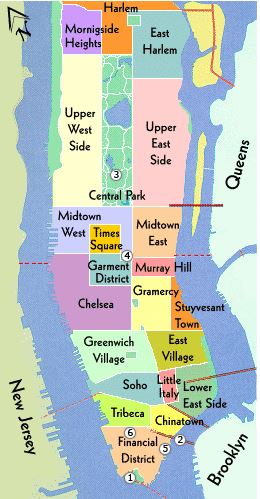 Harlem
Morningside
Heights
East
Harlem
Upper
West
Side
Upper
East
Side
Queens
3
Central Park
Midtown
West
Times
Square
Midtown
East
4
Garment
District
Murray Hill
Chelsea
Gramercy
Stuyvesant
Town
Greenwich
Village
East
Village
New Jersey
Soho
Little
Italy
Lower
East Side
Tribeca
Chinatown
6
2
Financial
District
5
Brooklyn
1